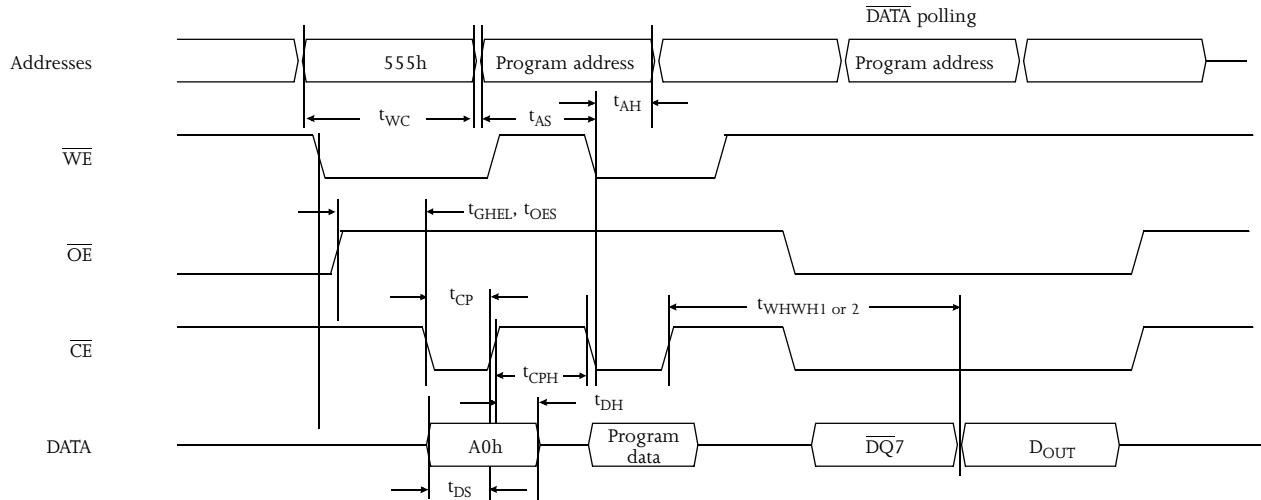 DATA polling
Addresses 555h Program address Program address
tWC tAS tAH
WE
tGHEL, tOES
OE
tCP tWHWH1 or 2
CE
tCPH
tDH
DATA A0h Program data DQ7 DOUT
tDS